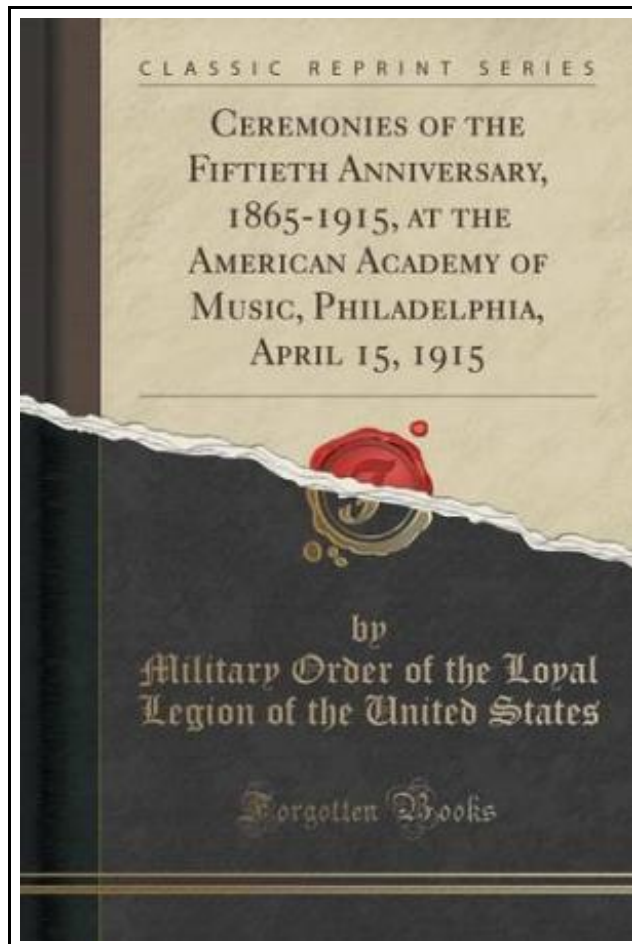 CLASSIC REPRINT SERIES
CEREMONIES OF THE
FIFTIETH ANNIVERSARY,
1865-1915, AT THE
AMERICAN ACADEMY OF
MUSIC, PHILADELPHIA,
APRIL 15, 1915
by
Military Order of the Loyal
Legion of the United States
Forgotten Books